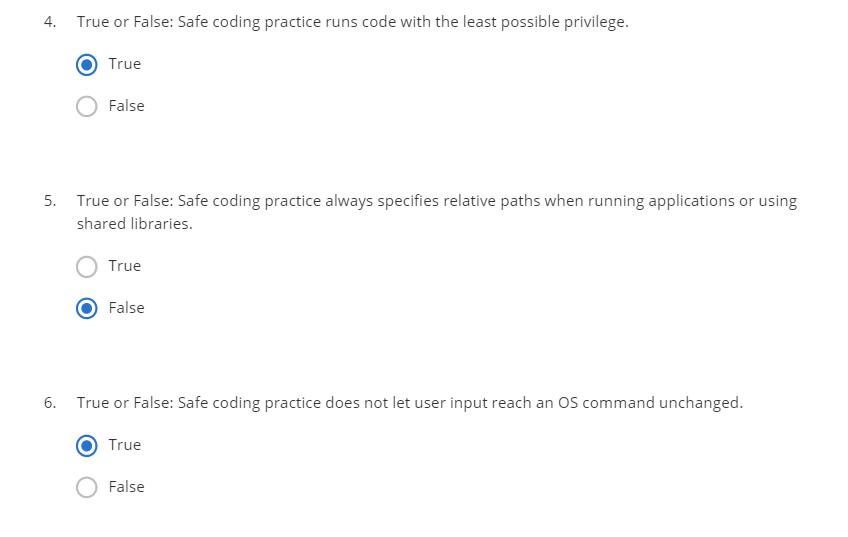 4. True or False: Safe coding practice runs code with the least possible privilege.
True
False
5. True or False: Safe coding practice always specifies relative paths when running applications or using
shared libraries.
True
False
6. True or False: Safe coding practice does not let user input reach an OS command unchanged.
True
False